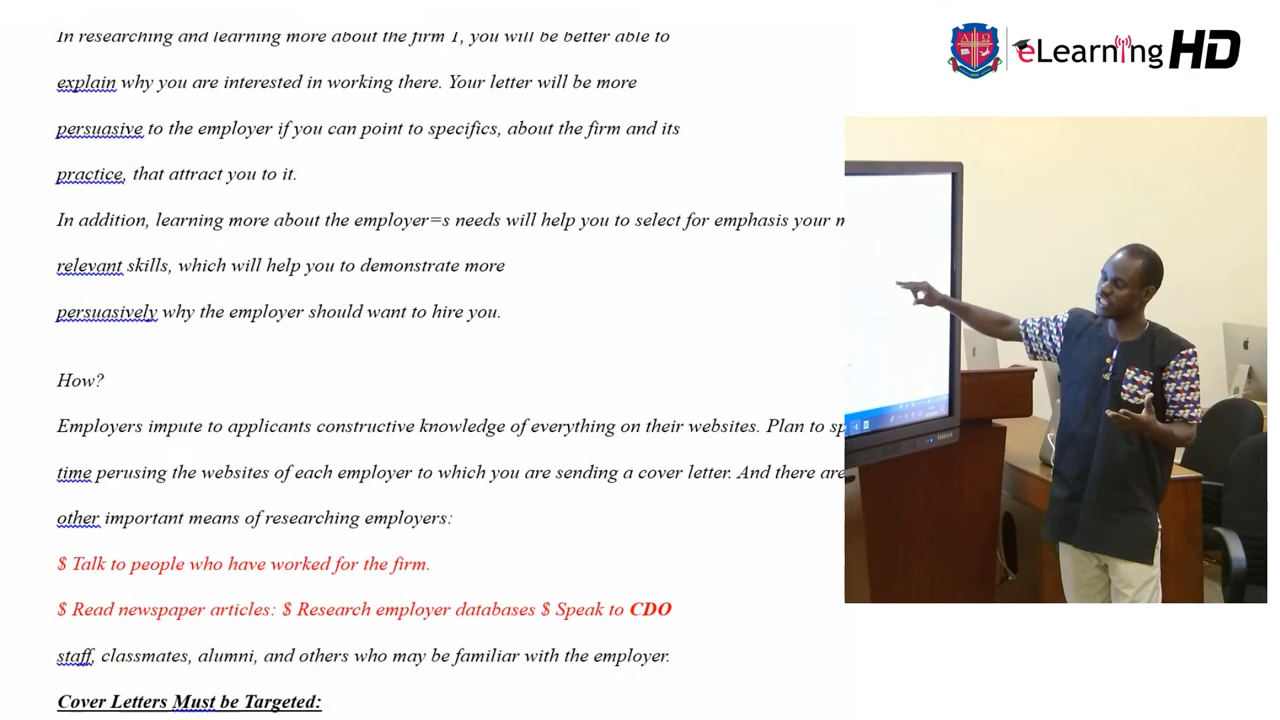 In researching and learning more about the firm 1, you will be better able to
explain why you are interested in working there. Your letter will be more
persuasive to the employer if you can point to specifics, about the firm and its
practice, that attract you to it.
In addition, learning more about the employer=s needs will help you to select for emphasis your m
relevant skills, which will help you to demonstrate more
persuasively why the employer should want to hire you.
How?
Employers impute to applicants constructive knowledge of everything on their websites. Plan to sp
time perusing the websites of each employer to which you are sending a cover letter. And there are
other important means of researching employers:
$ Talk to people who have worked for the firm.
$ Read newspaper articles: $ Research employer databases $ Speak to CDO
staff, classmates, alumni, and others who may be familiar with the employer.
Cover Letters Must be Targeted:
eLearning HD
Α Ω